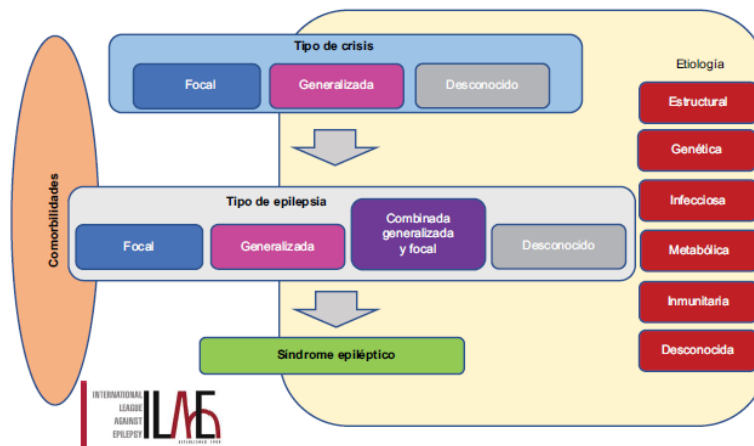 Tipo de crisis
Focal
Generalizada
Desconocido
Comorbilidades
Tipo de epilepsia
Focal
Generalizada
Combinada
generalizada
y focal
Desconocido
Síndrome epiléptico
Etiología
Estructural
Genética
Infecciosa
Metabólica
Inmunitaria
Desconocida
INTERNATIONAL
LEAGUE
AGAINST
EPILEPSY
ILAE